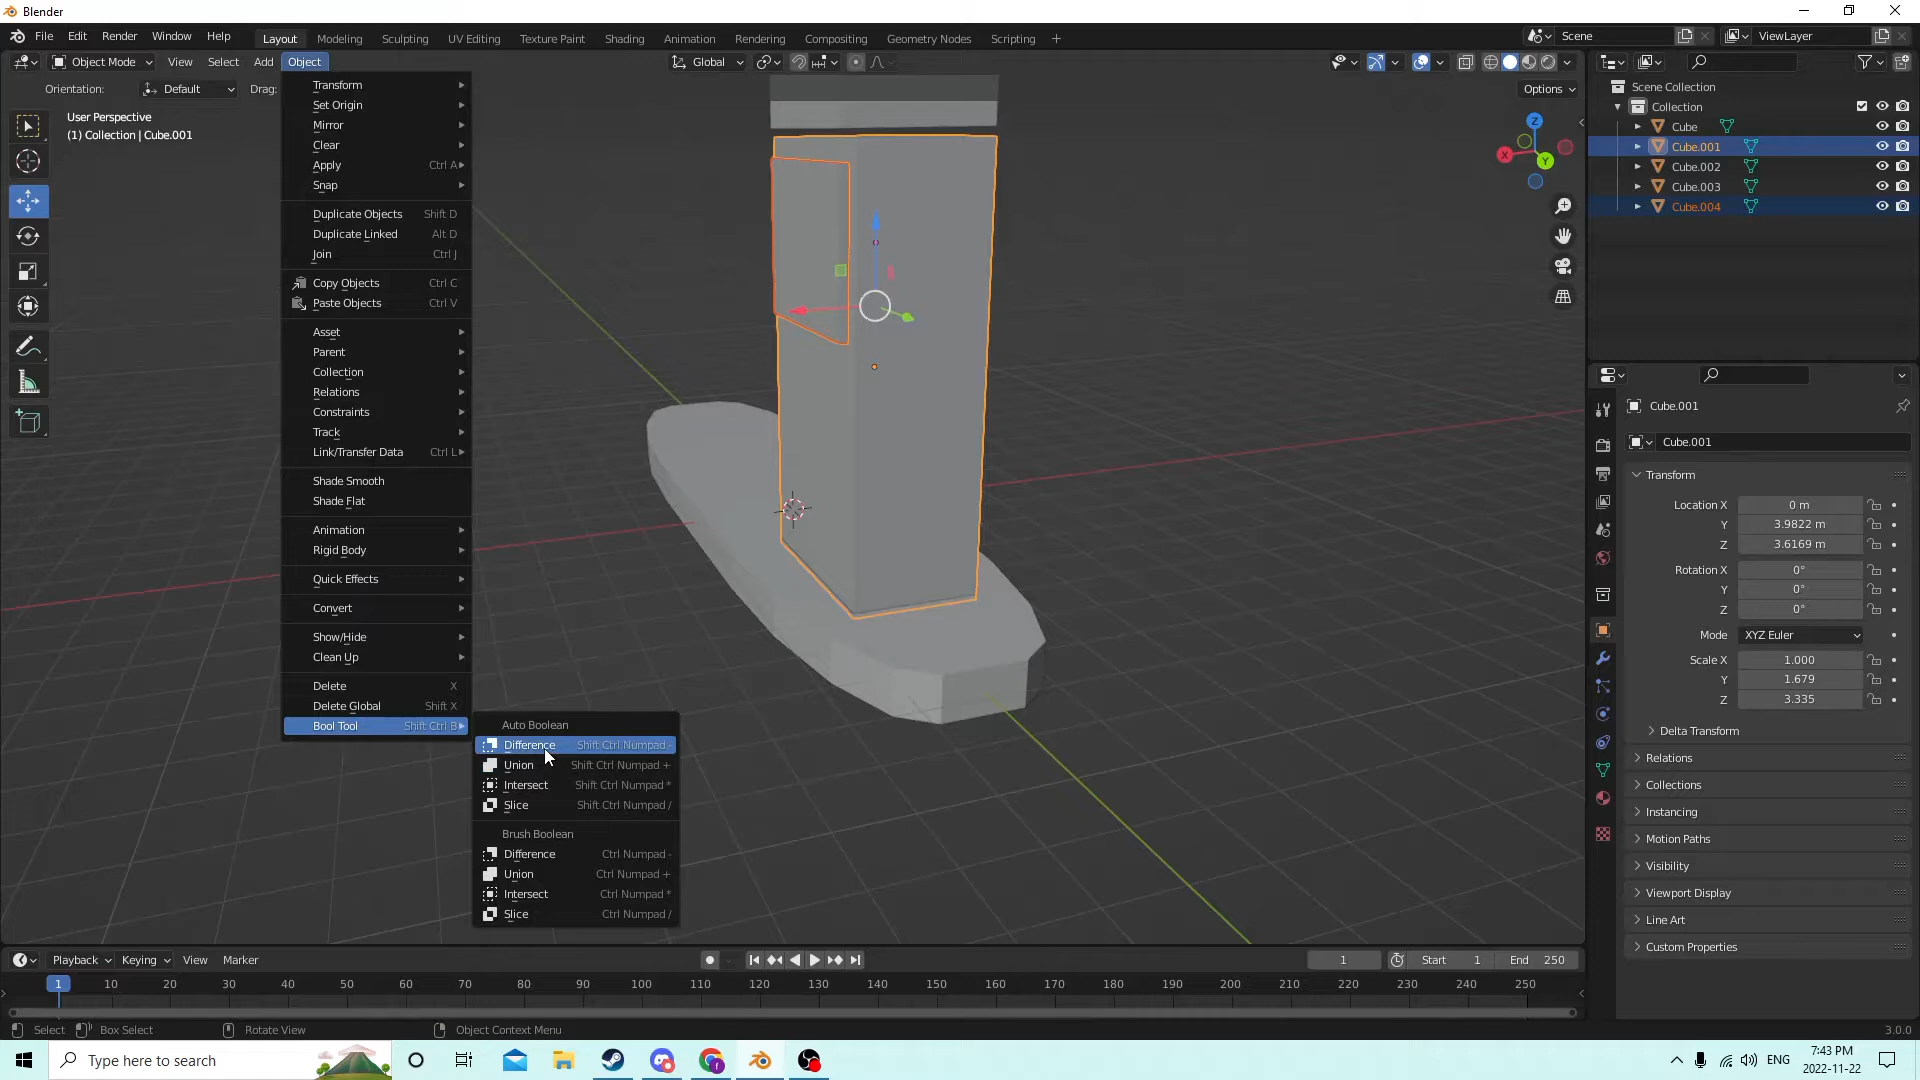 Blender
File Edit Render Window Help
Layout Modeling Sculpting UV Editing Texture Paint Shading Animation Rendering Compositing Geometry Nodes Scripting +
Scene
ViewLayer
Object Mode View Select Add Object
Global
Orientation: Default Drag:
Options
User Perspective
(1) Collection | Cube.001
Transform
Set Origin
Mirror
Clear
Apply Ctrl A
Snap
Duplicate Objects Shift D
Duplicate Linked Alt D
Join Ctrl J
Copy Objects Ctrl C
Paste Objects Ctrl V
Asset
Parent
Collection
Relations
Constraints
Track
Link/Transfer Data Ctrl L
Shade Smooth
Shade Flat
Animation
Rigid Body
Quick Effects
Convert
Show/Hide
Clean Up
Delete X
Delete Global Shift X
Bool Tool Shift Ctrl B
Auto Boolean
Difference Shift Ctrl Numpad -
Union Shift Ctrl Numpad +
Intersect Shift Ctrl Numpad *
Slice Shift Ctrl Numpad /
Brush Boolean
Difference Ctrl Numpad -
Union Ctrl Numpad +
Intersect Ctrl Numpad *
Slice Ctrl Numpad /
Z
X
Y
Scene Collection
Collection
Cube
Cube.001
Cube.002
Cube.003
Cube.004
Cube.001
Cube.001
Transform
Location X 0 m
Y 3.9822 m
Z 3.6169 m
Rotation X 0°
Y 0°
Z 0°
Mode XYZ Euler
Scale X 1.000
Y 1.679
Z 3.335
Delta Transform
Relations
Collections
Instancing
Motion Paths
Visibility
Viewport Display
Line Art
Custom Properties
Playback Keying View Marker
1 Start 1 End 250
1 10 20 30 40 50 60 70 80 90 100 110 120 130 140 150 160 170 180 190 200 210 220 230 240 250
Select Box Select Rotate View Object Context Menu 3.0.0
Type here to search
ENG
7:43 PM
2022-11-22